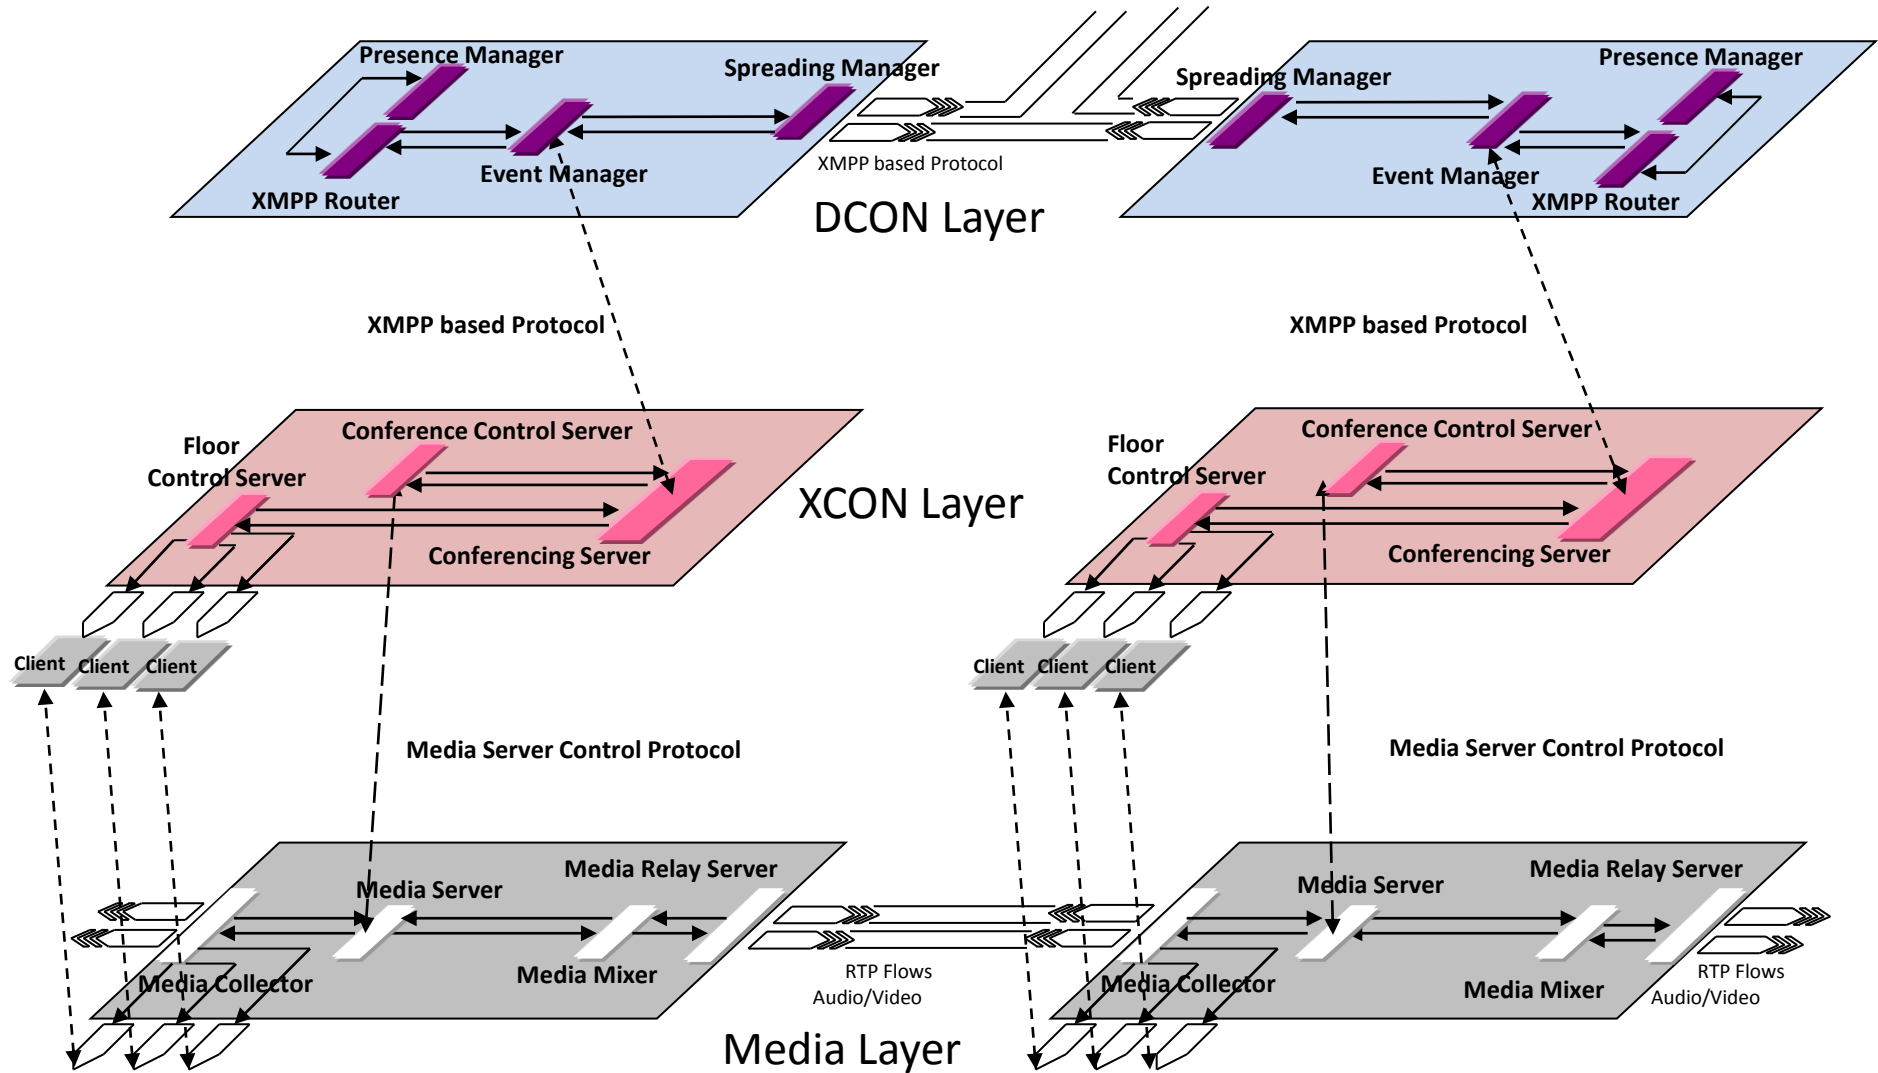 Presence Manager
Spreading Manager
Event Manager
XMPP Router
XMPP based Protocol
Spreading Manager
Presence Manager
Event Manager
XMPP Router
DCON Layer
XMPP based Protocol
XMPP based Protocol
Floor
Control Server
Conference Control Server
Conferencing Server
XCON Layer
Floor
Control Server
Conference Control Server
Conferencing Server
Client
Client
Client
Client
Client
Client
Media Server Control Protocol
Media Server Control Protocol
Media Relay Server
Media Server
Media Mixer
Media Collector
RTP Flows
Audio/Video
Media Relay Server
Media Server
Media Collector
Media Mixer
RTP Flows
Audio/Video
Media Layer